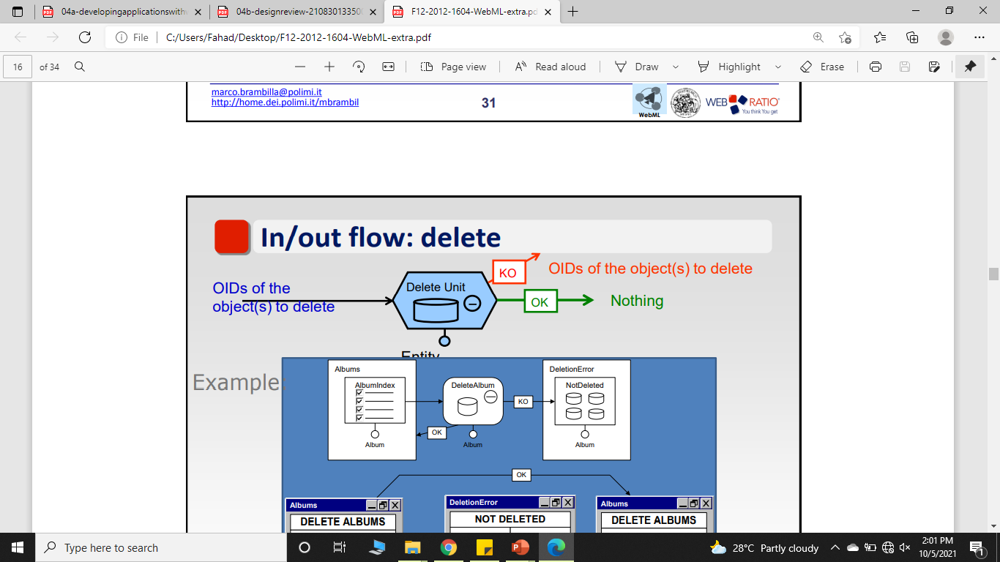 04a-developingapplicationswith
04b-designreview-21083013350
F12-2012-1604-WebML-extra.pd
File
C:/Users/Fahad/Desktop/F12-2012-1604-WebML-extra.pdf
16 of 34
Page view
Read aloud
Draw
Highlight
Erase
marco.brambilla@polimi.it
http://home.dei.polimi.it/mbrambil
31
WebML
WEB RATIO
You think You get
In/out flow: delete
KO
OIDs of the object(s) to delete
OIDs of the
object(s) to delete
Delete Unit
OK
Nothing
Entity
Example
Albums
AlbumIndex
Album
DeleteAlbum
Album
KO
OK
DeletionError
NotDeleted
Album
OK
Albums
DELETE ALBUMS
DeletionError
NOT DELETED
Albums
DELETE ALBUMS
Type here to search
28°C Partly cloudy
2:01 PM
10/5/2021
1